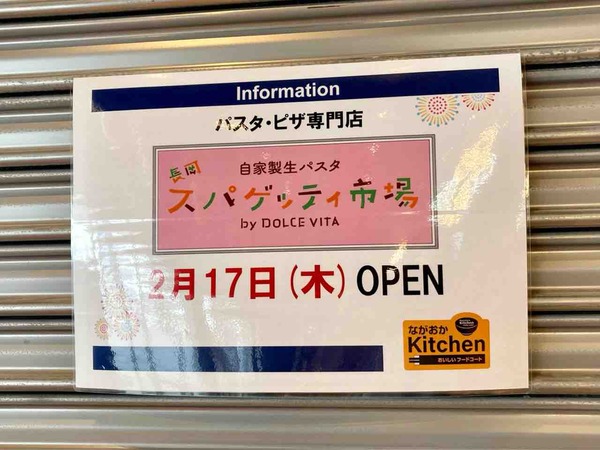 Information
パスタ・ピザ専門店
自家製生パスタ
長岡
スパゲッティ市場
by DOLCE VITA
2月17日(木) OPEN
ながおか
Kitchen
おいしいフードコート